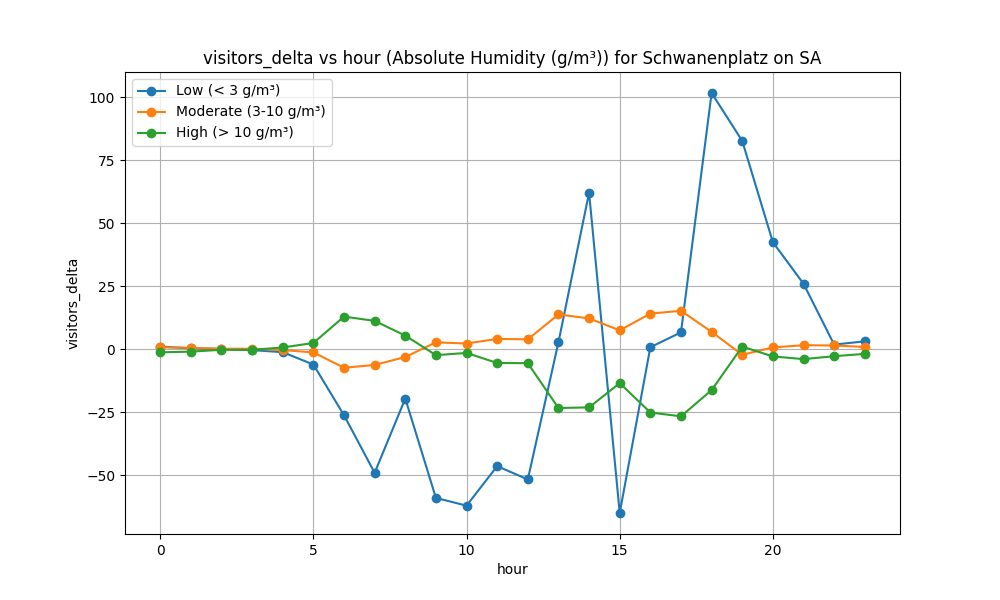 visitors_delta vs hour (Absolute Humidity (g/m³)) for Schwanenplatz on SA
Low (< 3 g/m³)
Moderate (3-10 g/m³)
High (> 10 g/m³)
100
75
50
25
0
−25
−50
visitors_delta
0 5 10 15 20
hour